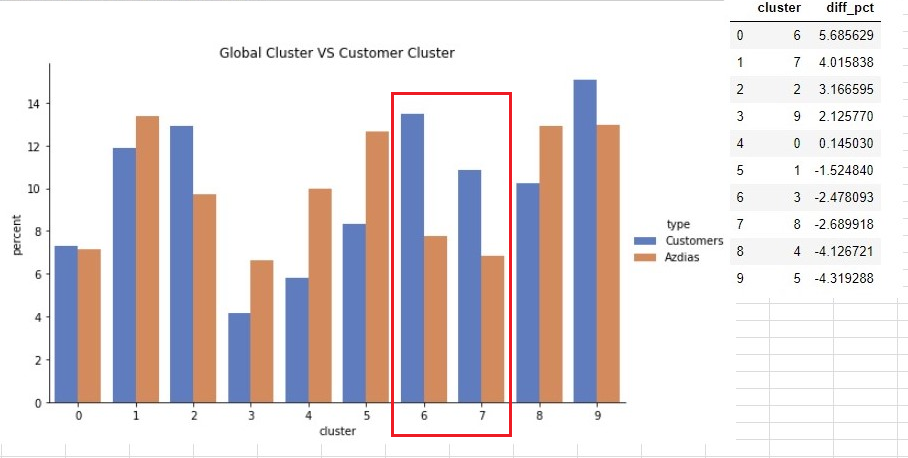 Global Cluster VS Customer Cluster
percent
14
12
10
8
6
4
2
0
0 1 2 3 4 5 6 7 8 9
cluster
type
Customers
Azdias
cluster diff_pct
0 6 5.685629
1 7 4.015838
2 2 3.166595
3 9 2.125770
4 0 0.145030
5 1 -1.524840
6 3 -2.478093
7 8 -2.689918
8 4 -4.126721
9 5 -4.319288